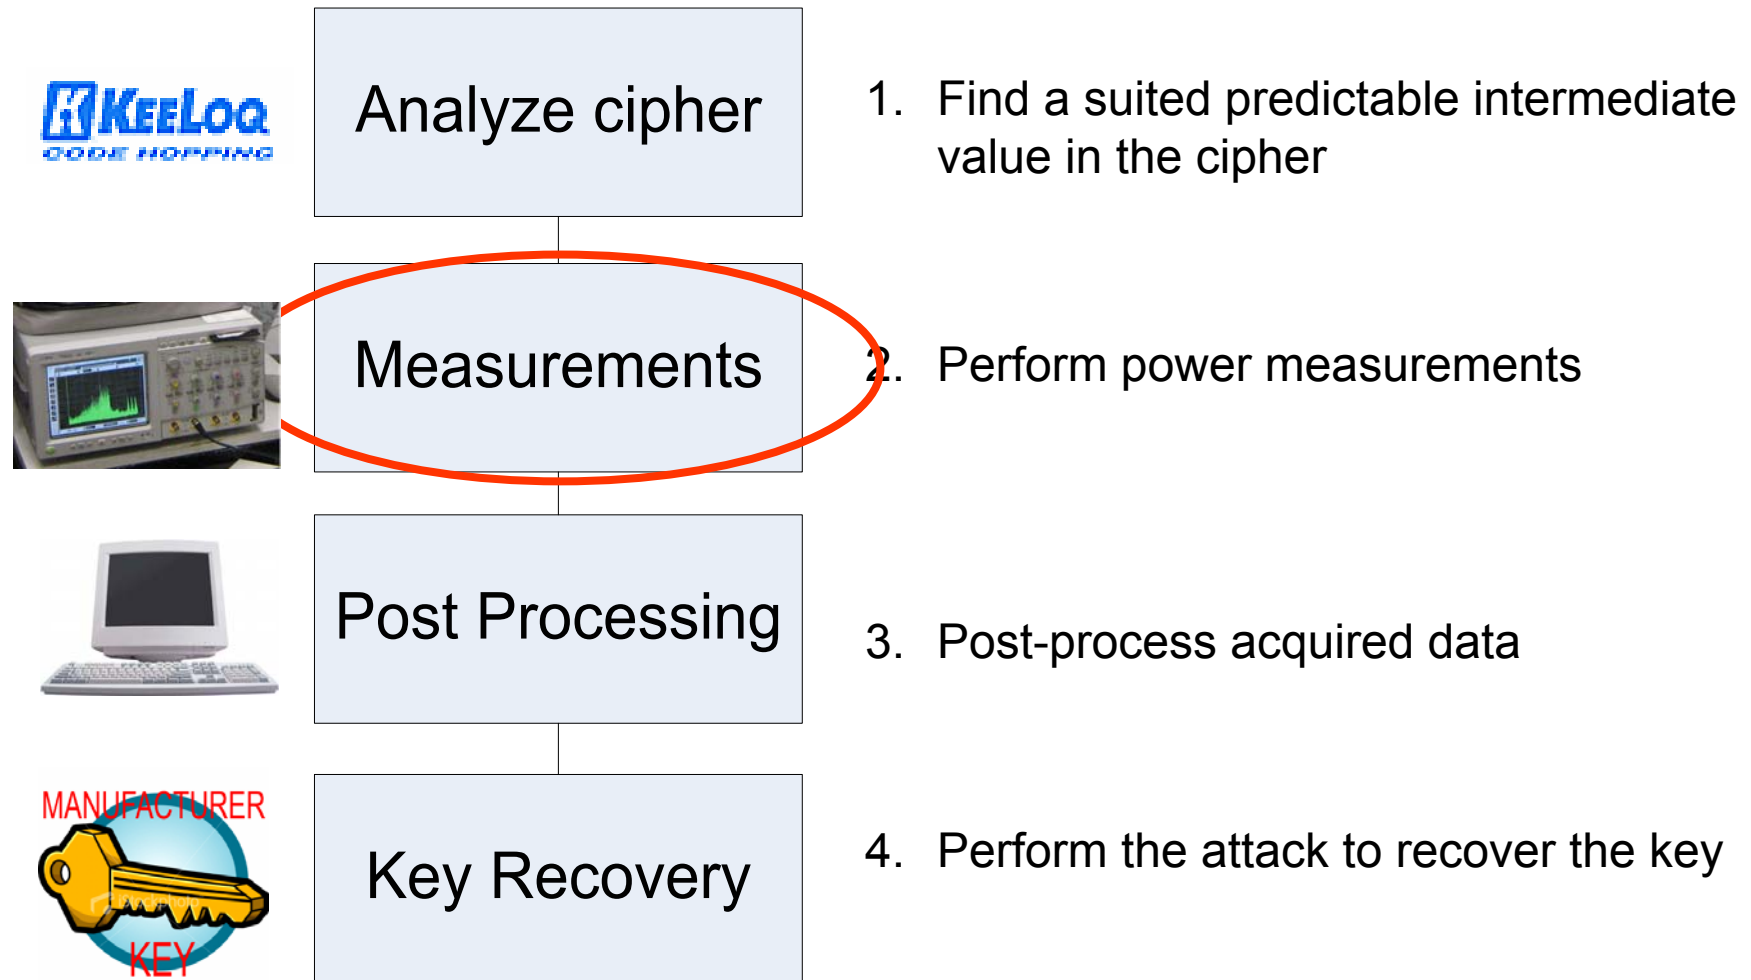 KEELOQ
CODE HOPPING
Analyze cipher
1. Find a suited predictable intermediate
value in the cipher
Measurements
2. Perform power measurements
Post Processing
3. Post-process acquired data
MANUFACTURER
iStockphoto
KEY
Key Recovery
4. Perform the attack to recover the key